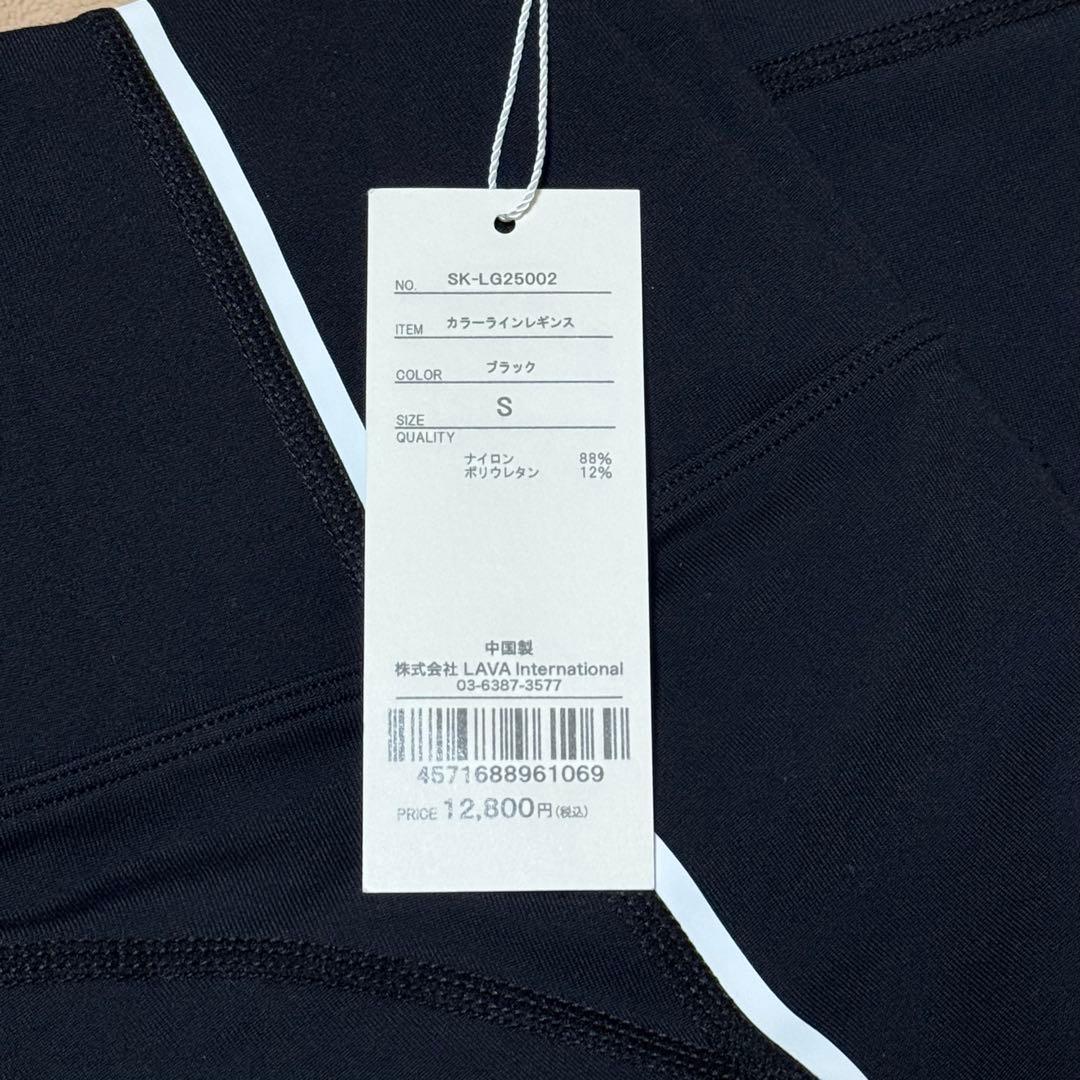 NO. SK-LG25002
ITEM カラーラインレギンス
COLOR ブラック
SIZE S
QUALITY
ナイロン 88%
ポリウレタン 12%
中国製
株式会社 LAVA International
03-6387-3577
4571688961069
PRICE 12,800円(税込)